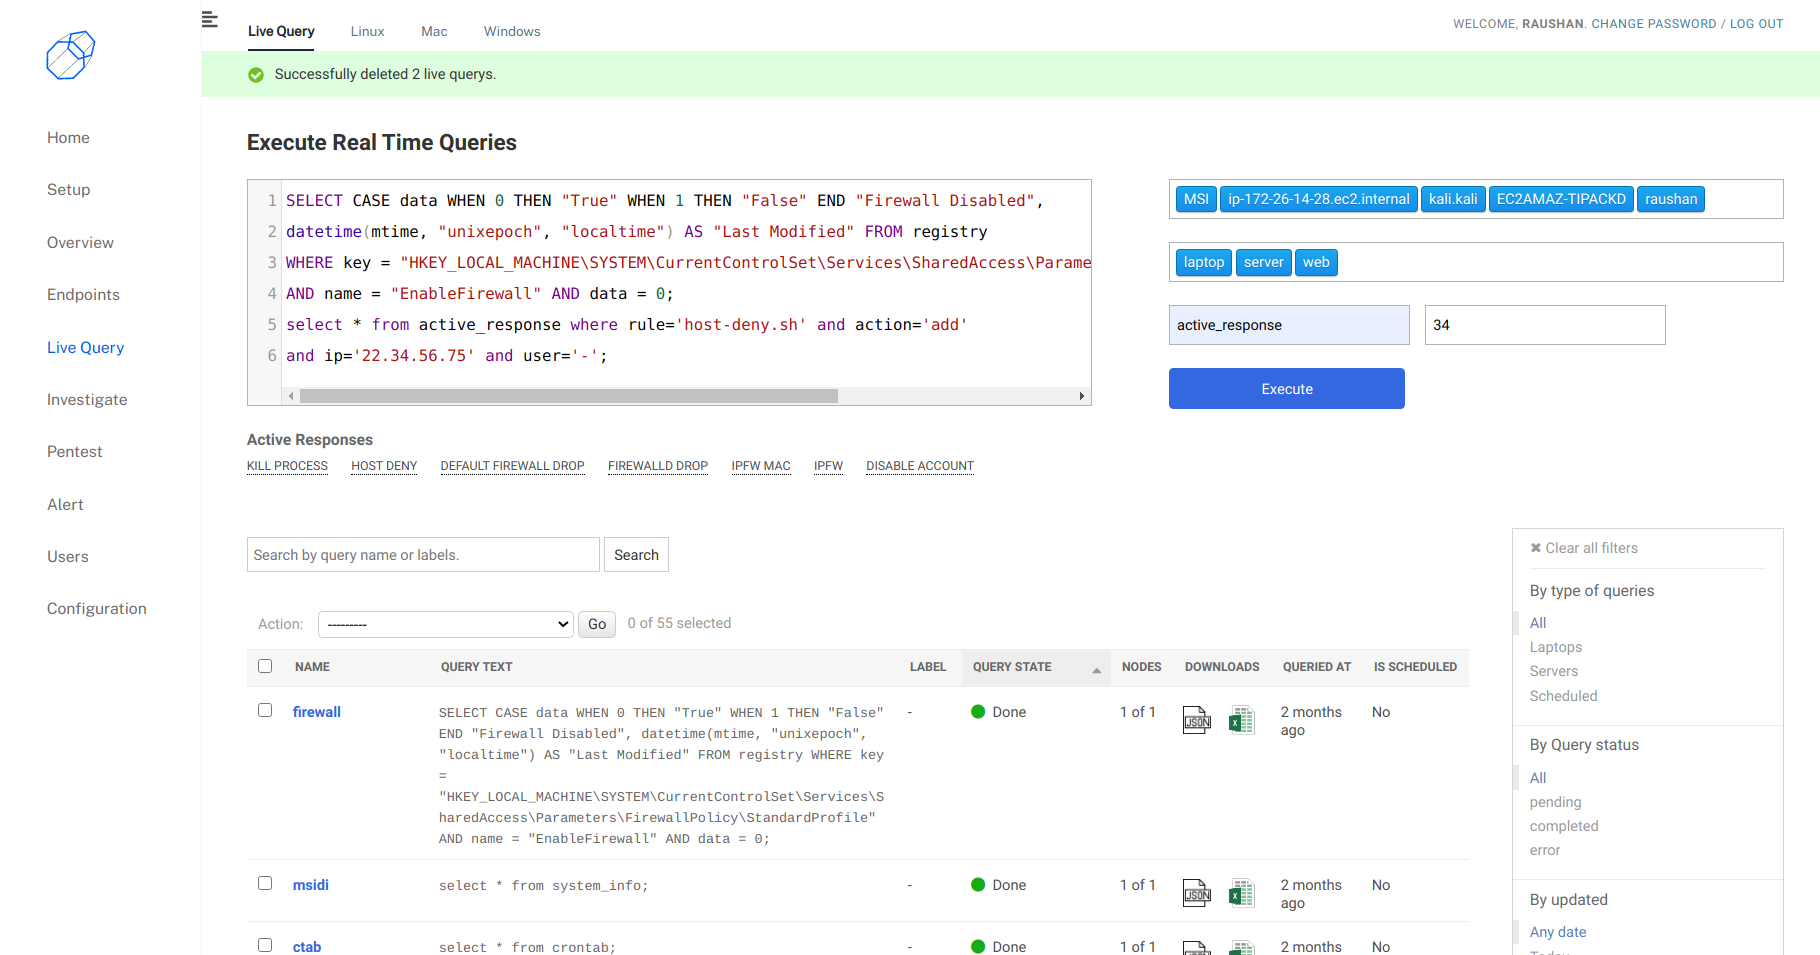 Live Query Linux Mac Windows
WELCOME, RAUSHAN. CHANGE PASSWORD / LOG OUT
Successfully deleted 2 live querys.
Home
Setup
Overview
Endpoints
Live Query
Investigate
Pentest
Alert
Users
Configuration
Execute Real Time Queries
1 SELECT CASE data WHEN 0 THEN "True" WHEN 1 THEN "False" END "Firewall Disabled",
2 datetime(mtime, "unixepoch", "localtime") AS "Last Modified" FROM registry
3 WHERE key = "HKEY_LOCAL_MACHINE\SYSTEM\CurrentControlSet\Services\SharedAccess\Parame
4 AND name = "EnableFirewall" AND data = 0;
5 select * from active_response where rule='host-deny.sh' and action='add'
6 and ip='22.34.56.75' and user='-';
MSI ip-172-26-14-28.ec2.internal kali.kali EC2AMAZ-TIPACKD raushan
laptop server web
active_response 34
Execute
Active Responses
KILL PROCESS HOST DENY DEFAULT FIREWALL DROP FIREWALLD DROP IPFW MAC IPFW DISABLE ACCOUNT
Search by query name or labels. Search
Action: --------- Go 0 of 55 selected
NAME QUERY TEXT LABEL QUERY STATE NODES DOWNLOADS QUERIED AT IS SCHEDULED
firewall
SELECT CASE data WHEN 0 THEN "True" WHEN 1 THEN "False"
END "Firewall Disabled", datetime(mtime, "unixepoch",
"localtime") AS "Last Modified" FROM registry WHERE key
=
"HKEY_LOCAL_MACHINE\SYSTEM\CurrentControlSet\Services\S
haredAccess\Parameters\FirewallPolicy\StandardProfile"
AND name = "EnableFirewall" AND data = 0;
- Done 1 of 1 JSON X 2 months
ago
No
msidi select * from system_info; - Done 1 of 1 JSON X 2 months
ago
No
ctab select * from crontab; - Done 1 of 1 JSON 2 months No
✖ Clear all filters
By type of queries
All
Laptops
Servers
Scheduled
By Query status
All
pending
completed
error
By updated
Any date
Today